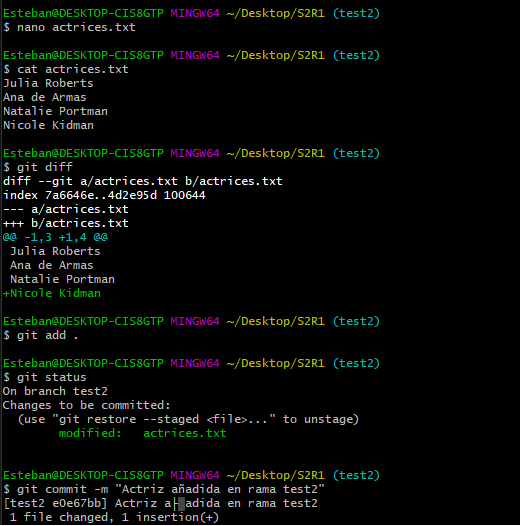 Esteban@DESKTOP-CIS8GTP MINGW64 ~/Desktop/S2R1 (test2)
$ nano actrices.txt
Esteban@DESKTOP-CIS8GTP MINGW64 ~/Desktop/S2R1 (test2)
$ cat actrices.txt
Julia Roberts
Ana de Armas
Natalie Portman
Nicole Kidman
Esteban@DESKTOP-CIS8GTP MINGW64 ~/Desktop/S2R1 (test2)
$ git diff
diff --git a/actrices.txt b/actrices.txt
index 7a6646e..4d2e95d 100644
--- a/actrices.txt
+++ b/actrices.txt
@@ -1,3 +1,4 @@
 Julia Roberts
 Ana de Armas
 Natalie Portman
+Nicole Kidman
Esteban@DESKTOP-CIS8GTP MINGW64 ~/Desktop/S2R1 (test2)
$ git add .
Esteban@DESKTOP-CIS8GTP MINGW64 ~/Desktop/S2R1 (test2)
$ git status
On branch test2
Changes to be committed:
  (use "git restore --staged <file>..." to unstage)
        modified:   actrices.txt
Esteban@DESKTOP-CIS8GTP MINGW64 ~/Desktop/S2R1 (test2)
$ git commit -m "Actriz añadida en rama test2"
[test2 e0e67bb] Actriz a├▒adida en rama test2
 1 file changed, 1 insertion(+)